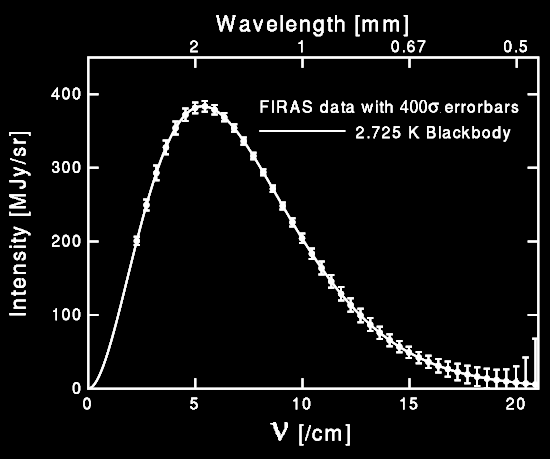 Wavelength [mm]
2 1 0.67 0.5
400
300
200
100
0
Intensity [MJy/sr]
FIRAS data with 400σ errorbars
2.725 K Blackbody
0 5 10 15 20
ν [/cm]